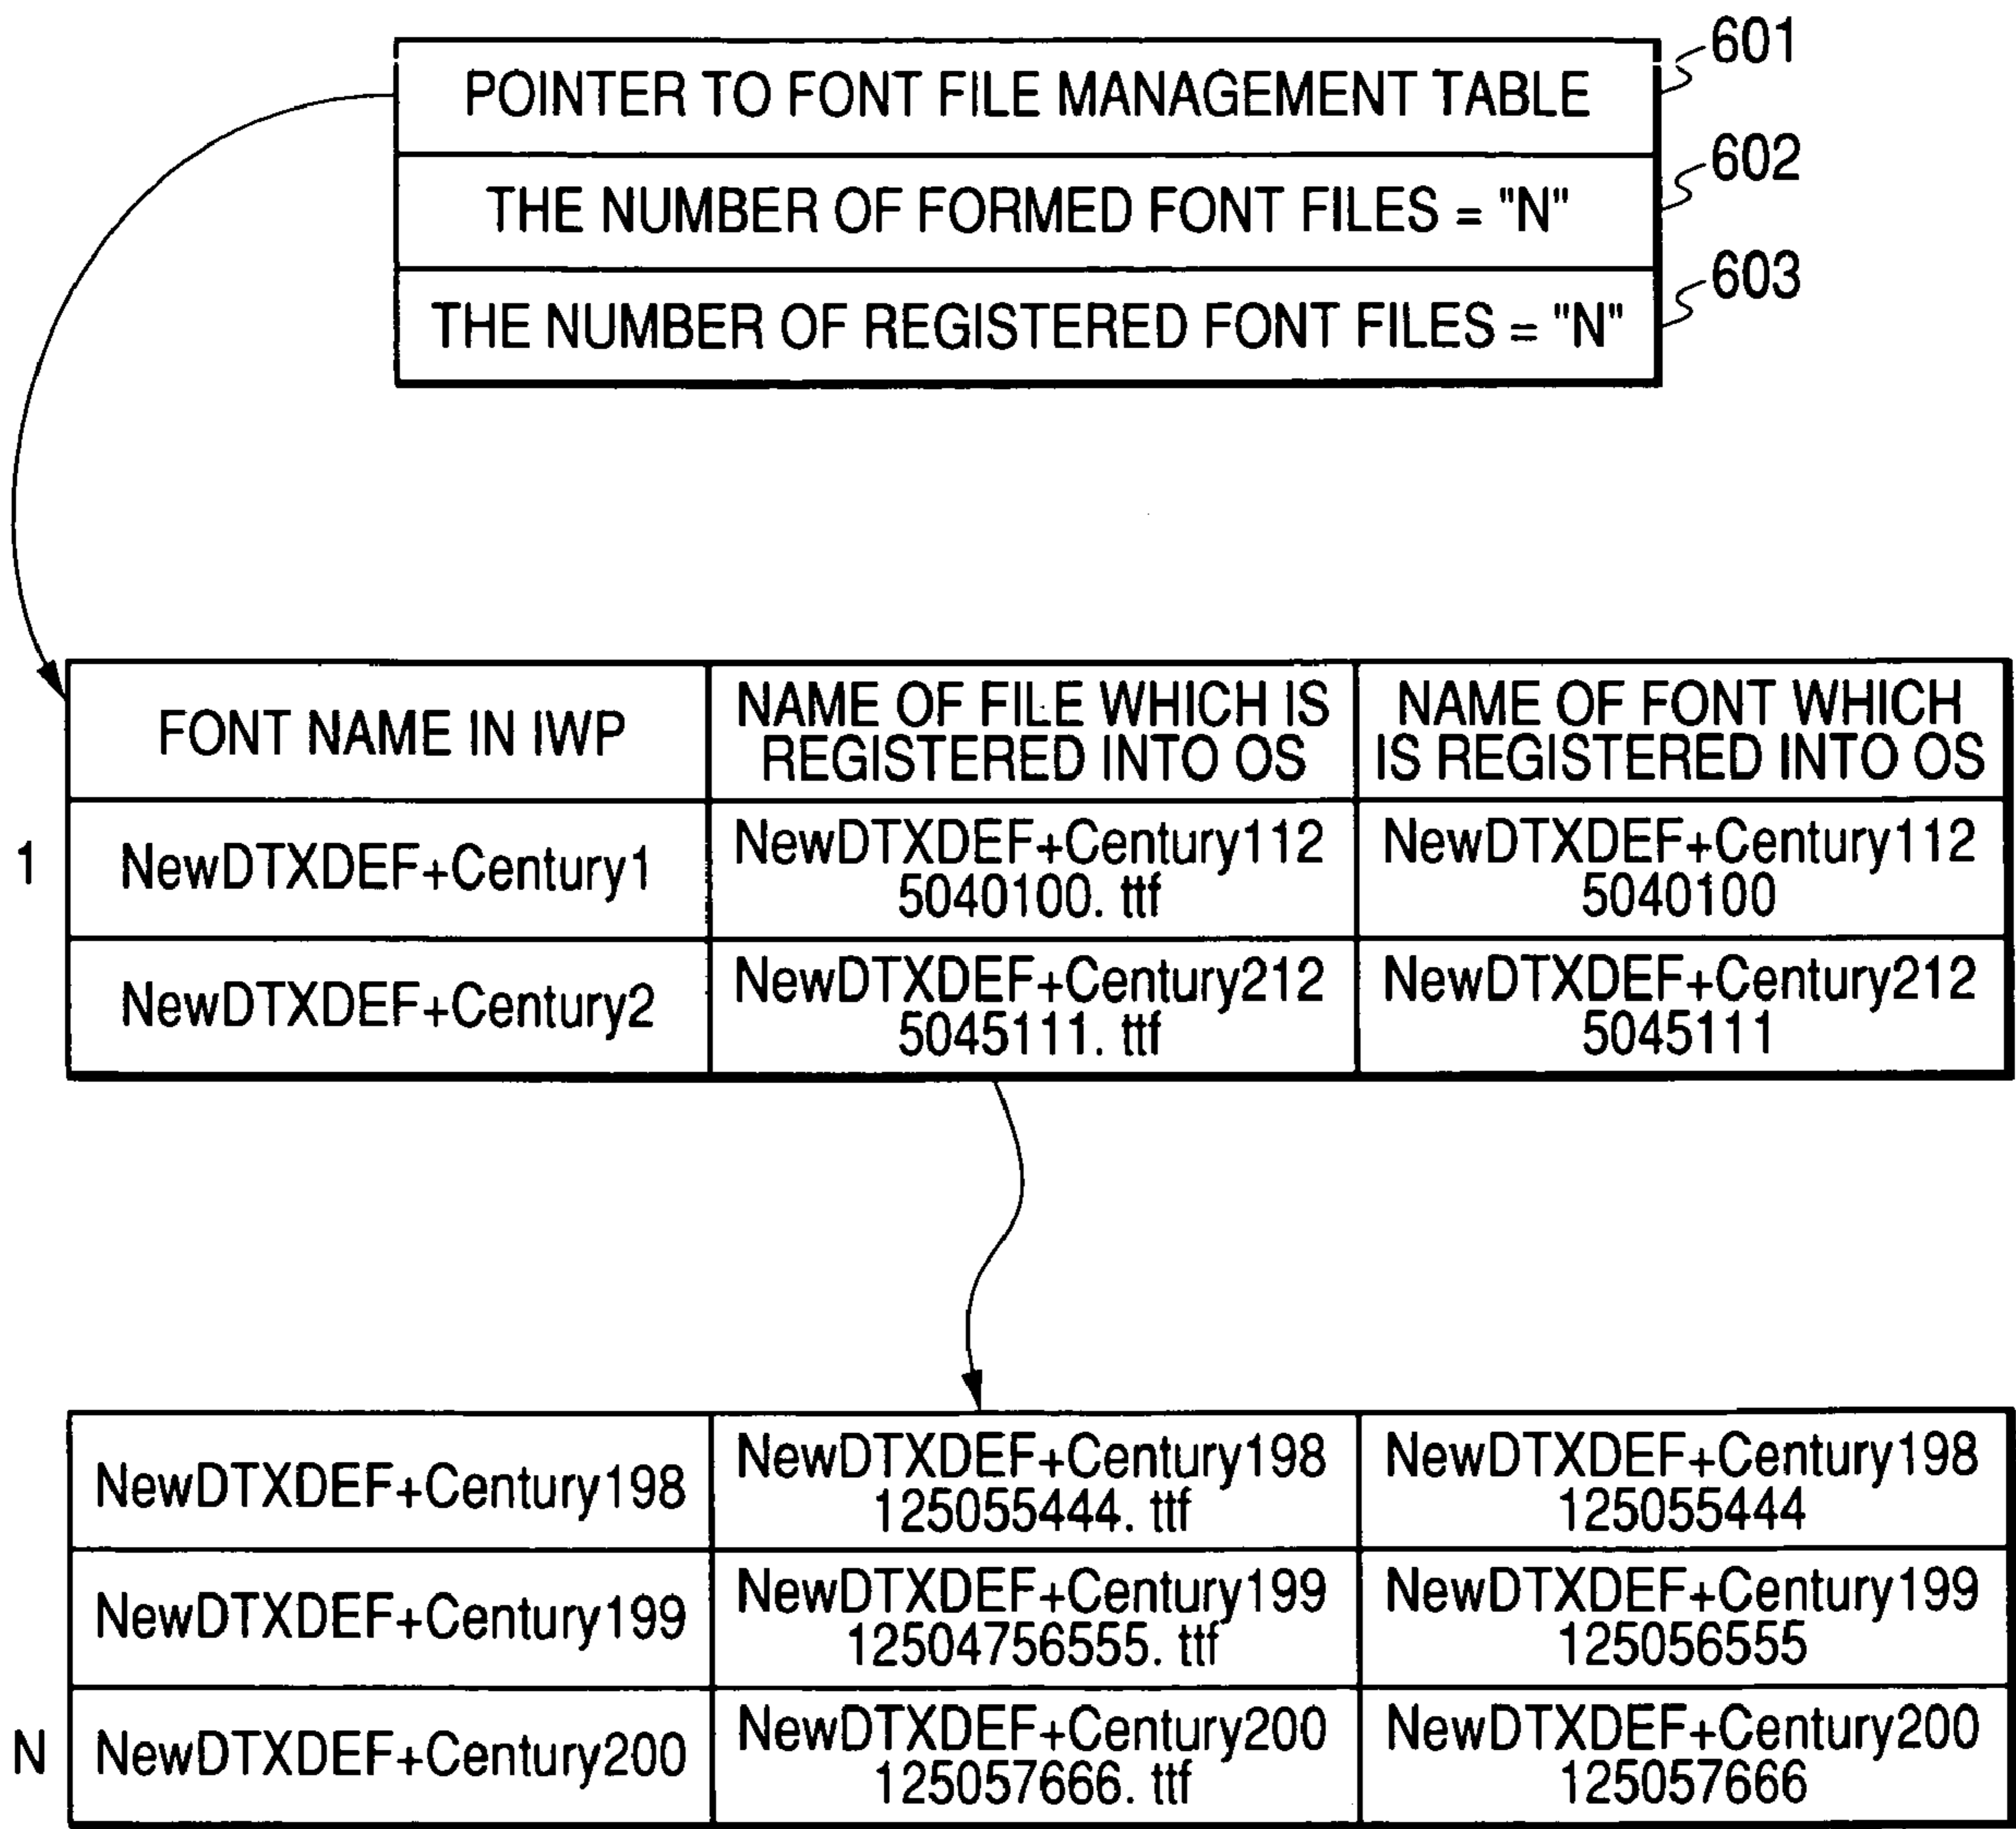 POINTER TO FONT FILE MANAGEMENT TABLE
601
THE NUMBER OF FORMED FONT FILES = "N"
602
THE NUMBER OF REGISTERED FONT FILES = "N"
603
FONT NAME IN IWP
NAME OF FILE WHICH IS
REGISTERED INTO OS
NAME OF FONT WHICH
IS REGISTERED INTO OS
1
NewDTXDEF+Century1
NewDTXDEF+Century112
5040100. ttf
NewDTXDEF+Century112
5040100
NewDTXDEF+Century2
NewDTXDEF+Century212
5045111. ttf
NewDTXDEF+Century212
5045111
NewDTXDEF+Century198
NewDTXDEF+Century198
125055444. ttf
NewDTXDEF+Century198
125055444
NewDTXDEF+Century199
NewDTXDEF+Century199
12504756555. ttf
NewDTXDEF+Century199
125056555
N
NewDTXDEF+Century200
NewDTXDEF+Century200
125057666. ttf
NewDTXDEF+Century200
125057666